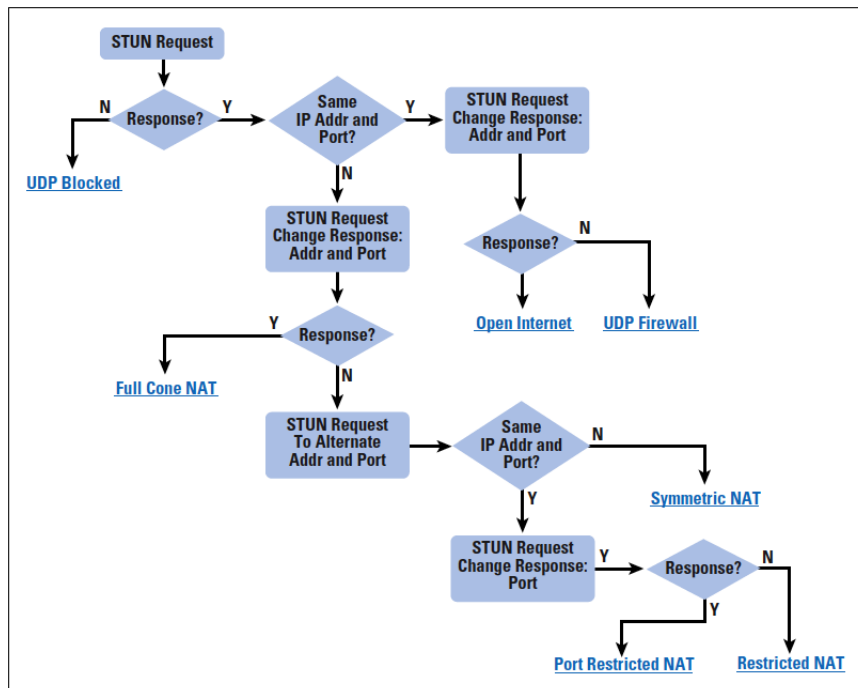 STUN Request
N
Response?
Y
Same
IP Addr and
Port?
Y
STUN Request
Change Response:
Addr and Port
UDP Blocked
N
STUN Request
Change Response:
Addr and Port
Response?
N
Open Internet
UDP Firewall
Y
Response?
Full Cone NAT
N
STUN Request
To Alternate
Addr and Port
Same
IP Addr and
Port?
N
Symmetric NAT
Y
STUN Request
Change Response:
Port
Y
Response?
N
Y
Port Restricted NAT
Restricted NAT